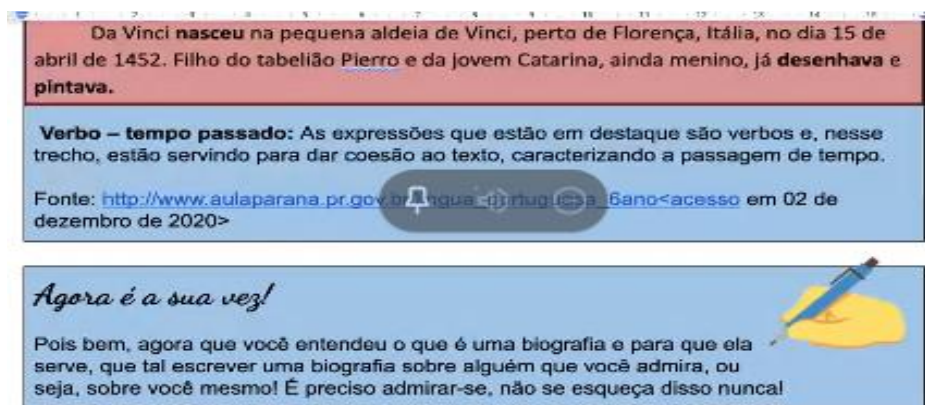 Da Vinci nasceu na pequena aldeia de Vinci, perto de Florença, Itália, no dia 15 de
abril de 1452. Filho do tabelião Pierro e da jovem Catarina, ainda menino, já desenhava e
pintava.
Verbo – tempo passado: As expressões que estão em destaque são verbos e, nesse
trecho, estão servindo para dar coesão ao texto, caracterizando a passagem de tempo.
Fonte: http://www.aulaparana.pr.gov.br 6ano<acesso em 02 de
dezembro de 2020>
Agora é a sua vez!
Pois bem, agora que você entendeu o que é uma biografia e para que ela
serve, que tal escrever uma biografia sobre alguém que você admira, ou
seja, sobre você mesmo! É preciso admirar-se, não se esqueça disso nunca!